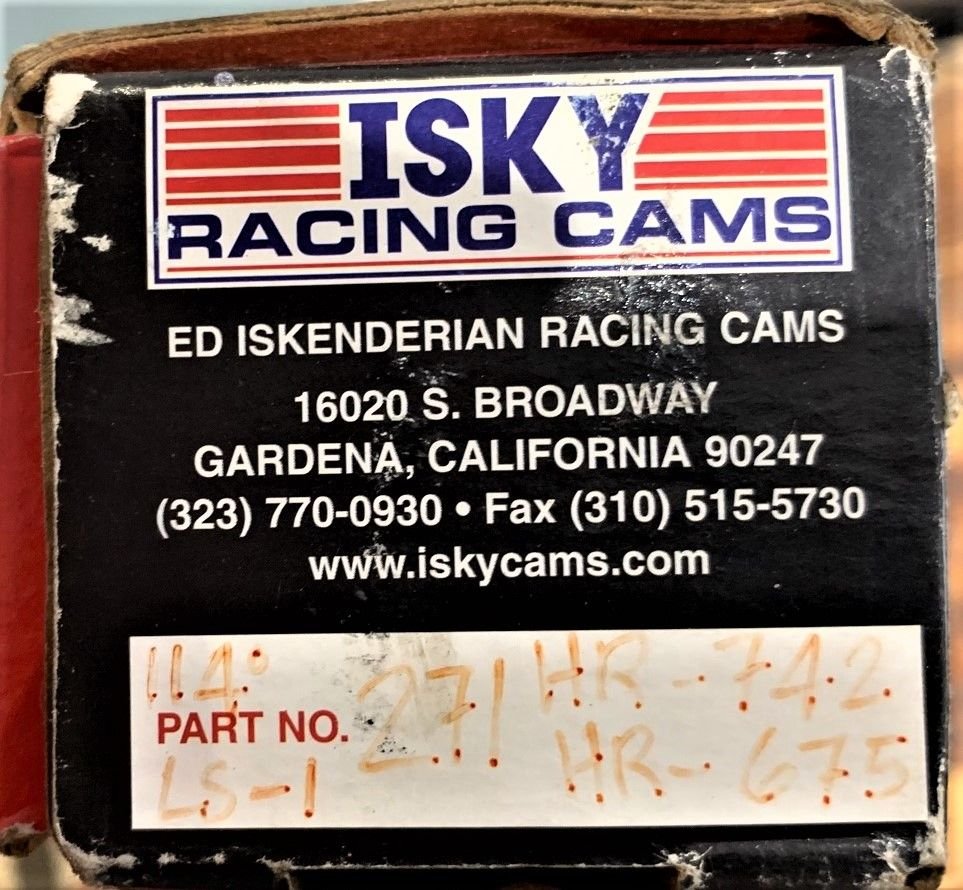 ISKY
RACING CAMS
ED ISKENDERIAN RACING CAMS
16020 S. BROADWAY
GARDENA, CALIFORNIA 90247
(323) 770-0930 • Fax (310) 515-5730
www.iskycams.com
114° 271 HR-742
PART NO.
LS-1 HR-675